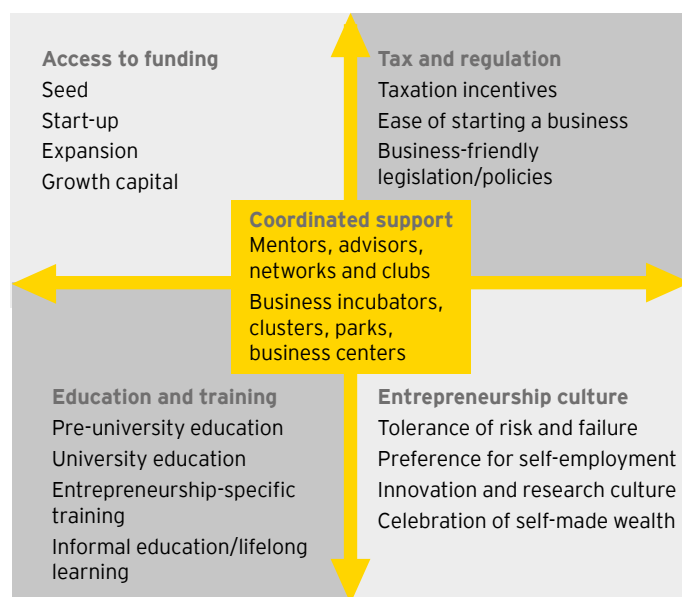 Access to funding
Seed
Start-up
Expansion
Growth capital
Tax and regulation
Taxation incentives
Ease of starting a business
Business-friendly
legislation/policies
Coordinated support
Mentors, advisors,
networks and clubs
Business incubators,
clusters, parks,
business centers
Education and training
Pre-university education
University education
Entrepreneurship-specific
training
Informal education/lifelong
learning
Entrepreneurship culture
Tolerance of risk and failure
Preference for self-employment
Innovation and research culture
Celebration of self-made wealth